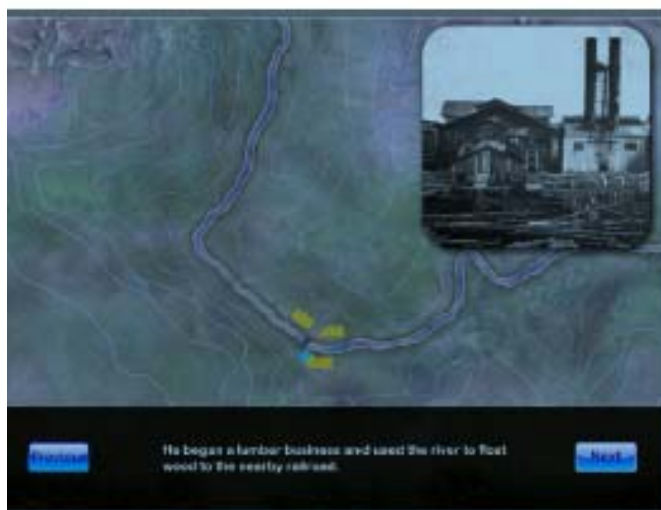 He began a lumber business and used the river to float
wood to the nearby railroad.
Previous
Next